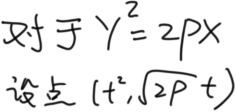 对于 Y²=2PX
设点 (t², √2P t)